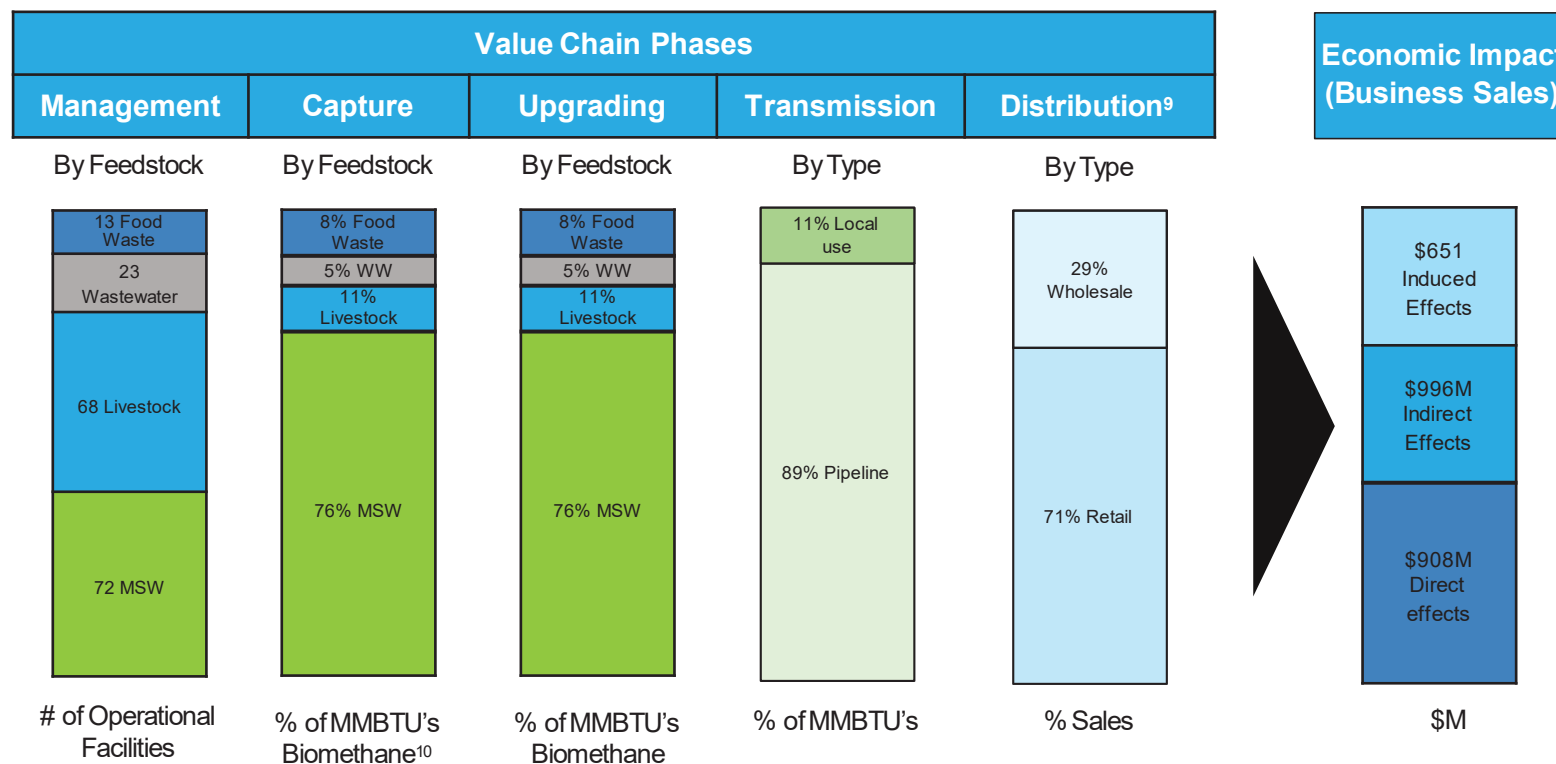 Value Chain Phases
Management
Capture
Upgrading
Transmission
Distribution⁹
Economic Impact
(Business Sales)
By Feedstock
By Feedstock
By Feedstock
By Type
By Type
13 Food
Waste
23
Wastewater
68 Livestock
72 MSW
8% Food
Waste
5% WW
11%
Livestock
76% MSW
8% Food
Waste
5% WW
11%
Livestock
76% MSW
11% Local
use
89% Pipeline
29%
Wholesale
71% Retail
$651
Induced
Effects
$996M
Indirect
Effects
$908M
Direct
effects
# of Operational
Facilities
% of MMBTU's
Biomethane¹⁰
% of MMBTU's
Biomethane
% of MMBTU's
% Sales
$M